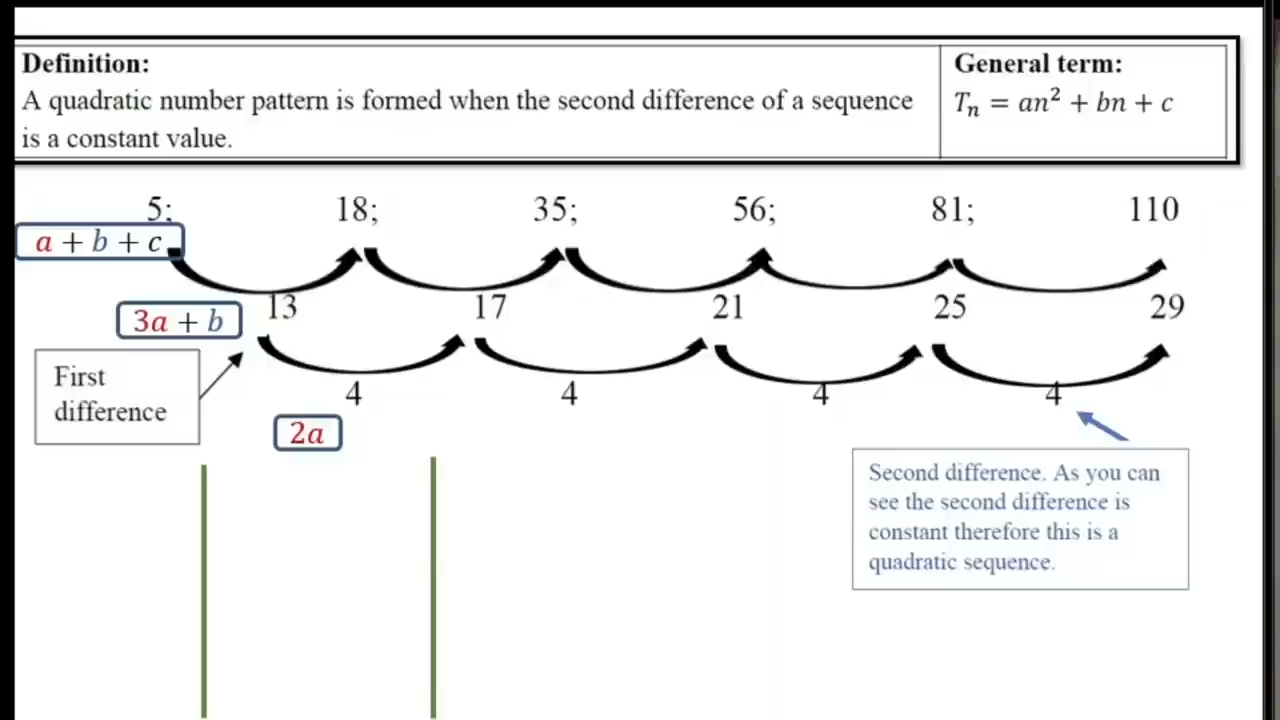 Definition:
A quadratic number pattern is formed when the second difference of a sequence
is a constant value.
General term:
Tₙ = an² + bn + c
5; 18; 35; 56; 81; 110
a + b + c
13 17 21 25 29
3a + b
First
difference
4 4 4 4
2a
Second difference. As you can
see the second difference is
constant therefore this is a
quadratic sequence.